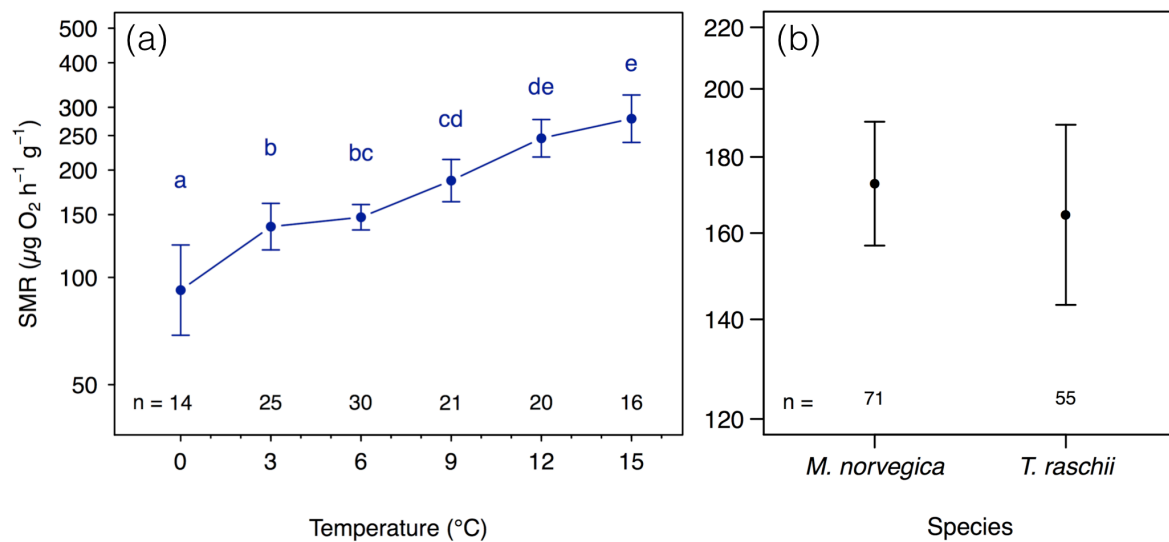 (a)
500
400
300
250
200
150
100
50
SMR (µg O₂ h⁻¹ g⁻¹)
a
b
bc
cd
de
e
n = 14 25 30 21 20 16
0 3 6 9 12 15
Temperature (°C)
(b)
220
200
180
160
140
120
n = 71 55
M. norvegica T. raschii
Species